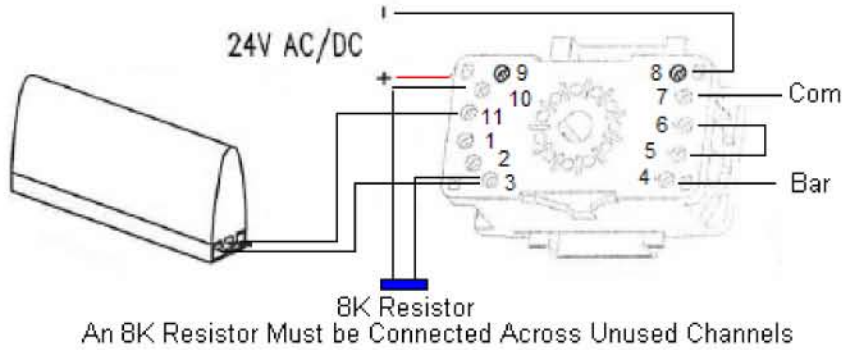 -
24V AC/DC
+
9
8
10
7
Com
11
6
1
5
2
3
4
Bar
8K Resistor
An 8K Resistor Must be Connected Across Unused Channels